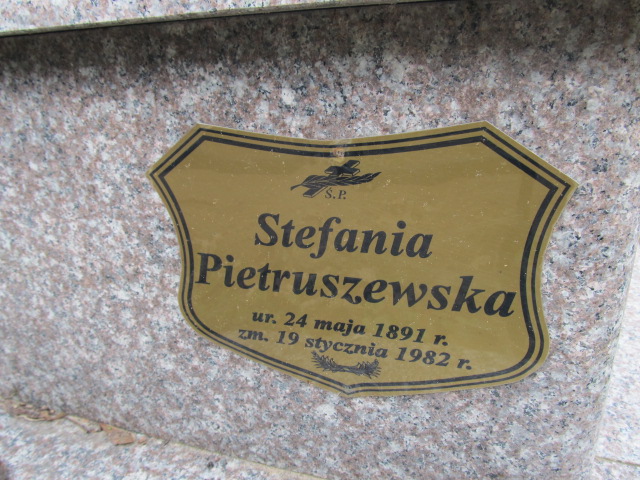 Ś.P.
Stefania
Pietruszewska
ur. 24 maja 1891 r.
zm. 19 stycznia 1982 r.